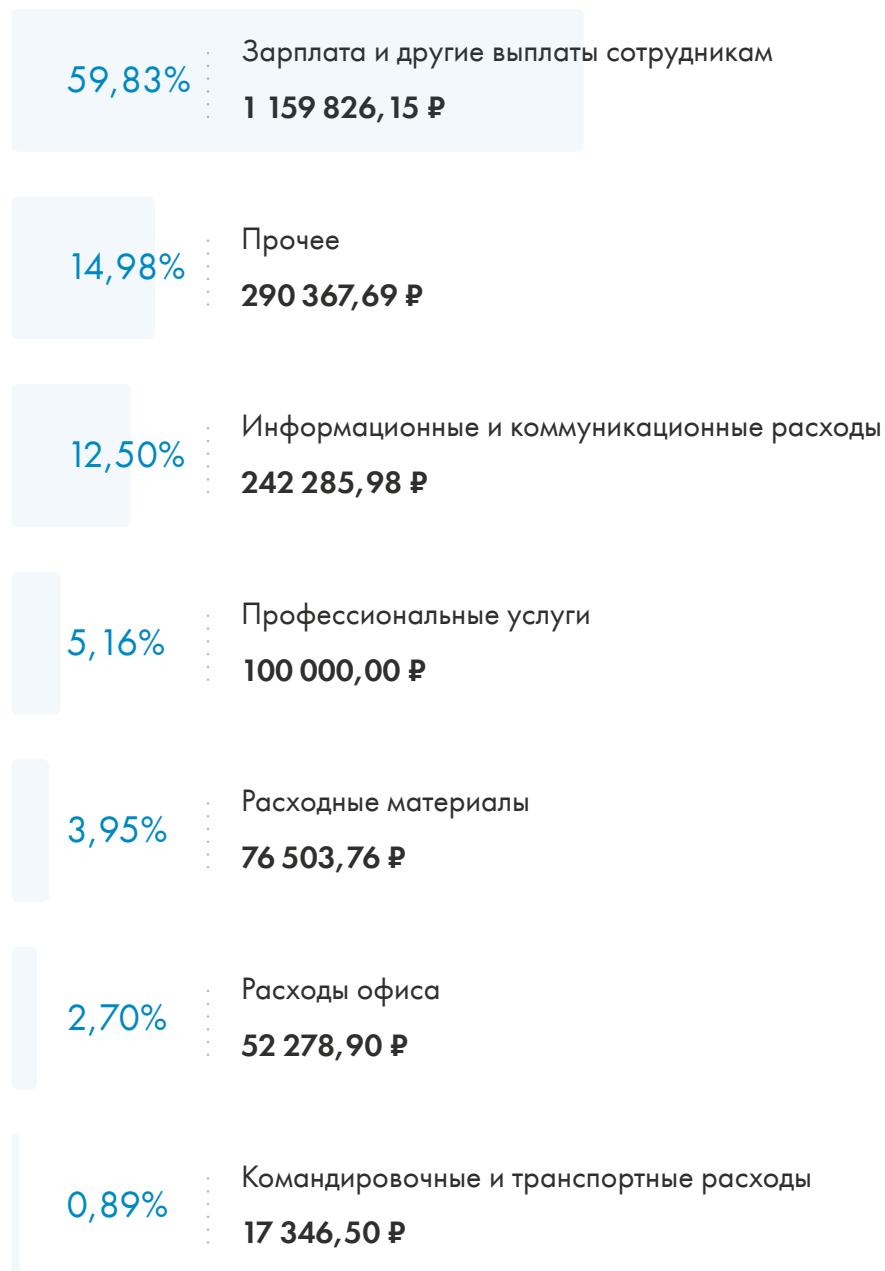 59,83%
Зарплата и другие выплаты сотрудникам
1 159 826,15 ₽
14,98%
Прочее
290 367,69 ₽
12,50%
Информационные и коммуникационные расходы
242 285,98 ₽
5,16%
Профессиональные услуги
100 000,00 ₽
3,95%
Расходные материалы
76 503,76 ₽
2,70%
Расходы офиса
52 278,90 ₽
0,89%
Командировочные и транспортные расходы
17 346,50 ₽